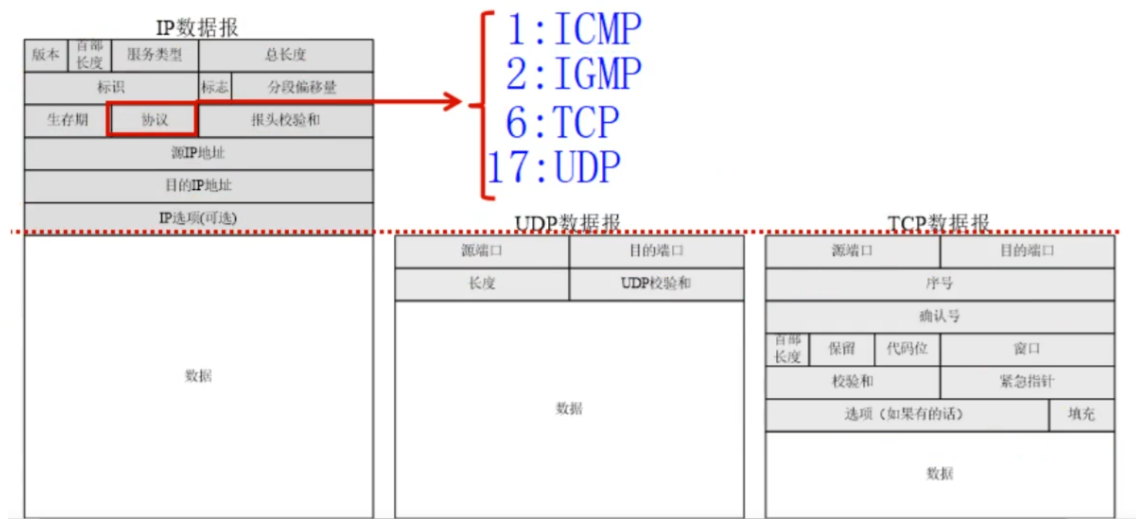 IP数据报
版本 首部长度 服务类型 总长度
标识 标志 分段偏移量
生存期 协议 报头校验和
源IP地址
目的IP地址
IP选项(可选)
数据
1:ICMP
2:IGMP
6:TCP
17:UDP
UDP数据报
源端口 目的端口
长度 UDP校验和
数据
TCP数据报
源端口 目的端口
序号
确认号
首部长度 保留 代码位 窗口
校验和 紧急指针
选项（如果有的话） 填充
数据